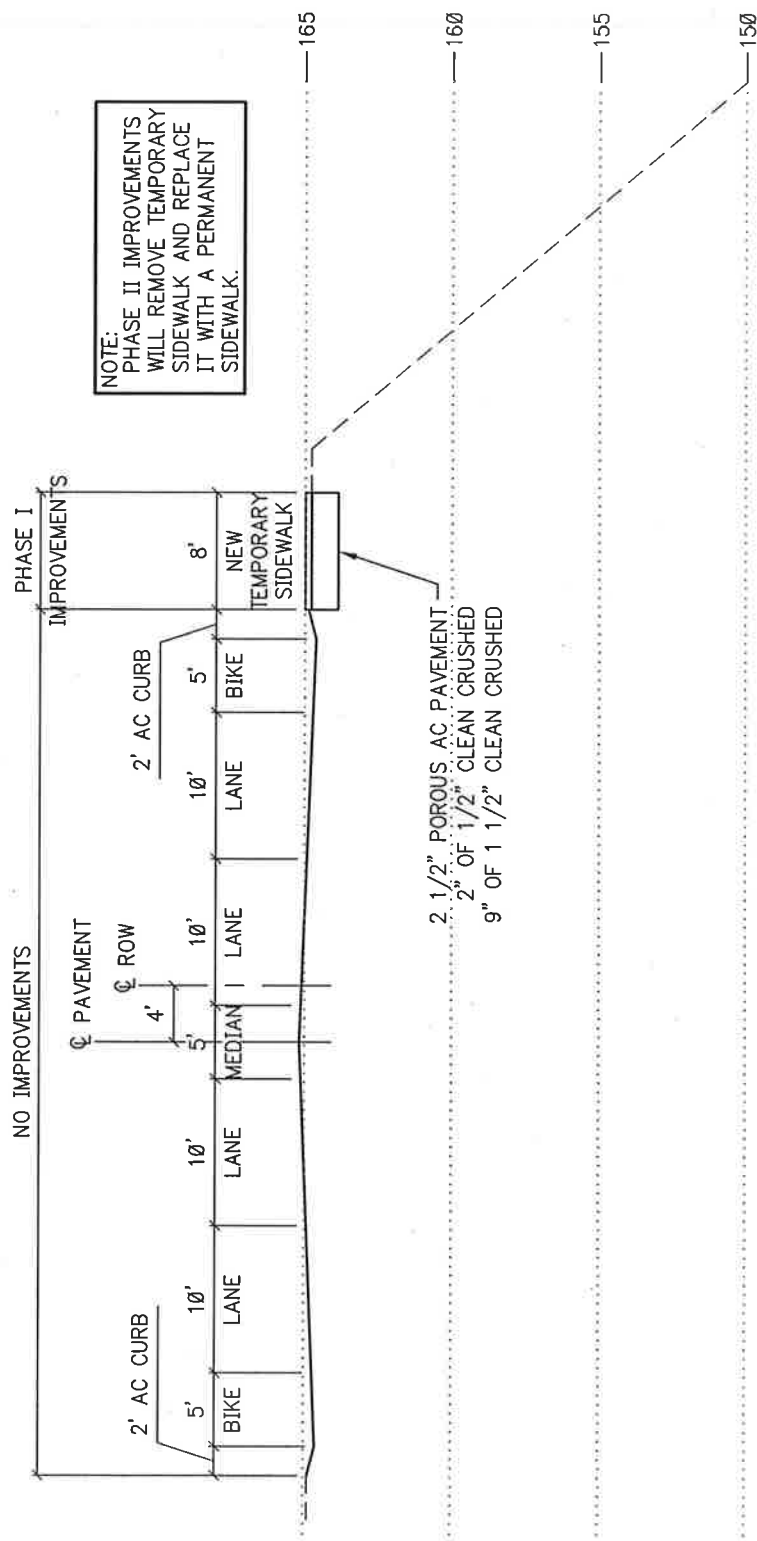 NO IMPROVEMENTS
PHASE I
IMPROVEMENTS
℄ PAVEMENT
℄ ROW
4'
2' AC CURB
2' AC CURB
5'
10'
10'
5'
10'
10'
5'
8'
BIKE
LANE
LANE
MEDIAN
LANE
LANE
BIKE
NEW
TEMPORARY
SIDEWALK
NOTE:
PHASE II IMPROVEMENTS
WILL REMOVE TEMPORARY
SIDEWALK AND REPLACE
IT WITH A PERMANENT
SIDEWALK.
2 1/2" POROUS AC PAVEMENT
2" OF 1/2" CLEAN CRUSHED
9" OF 1 1/2" CLEAN CRUSHED
165
160
155
150